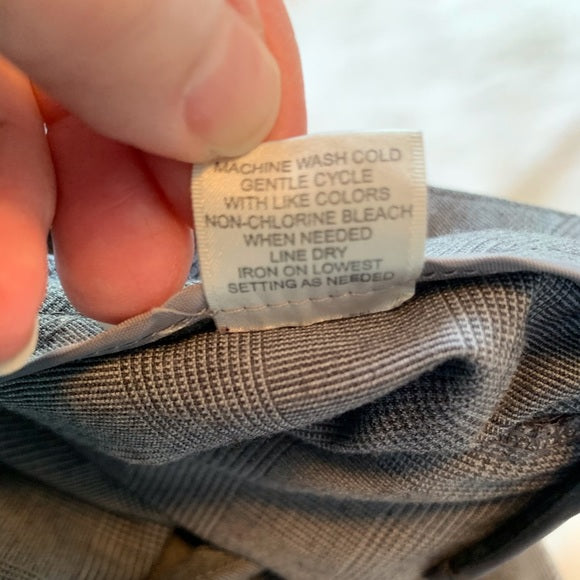 MACHINE WASH COLD
GENTLE CYCLE
WITH LIKE COLORS
NON-CHLORINE BLEACH
WHEN NEEDED
LINE DRY
IRON ON LOWEST
SETTING AS NEEDED